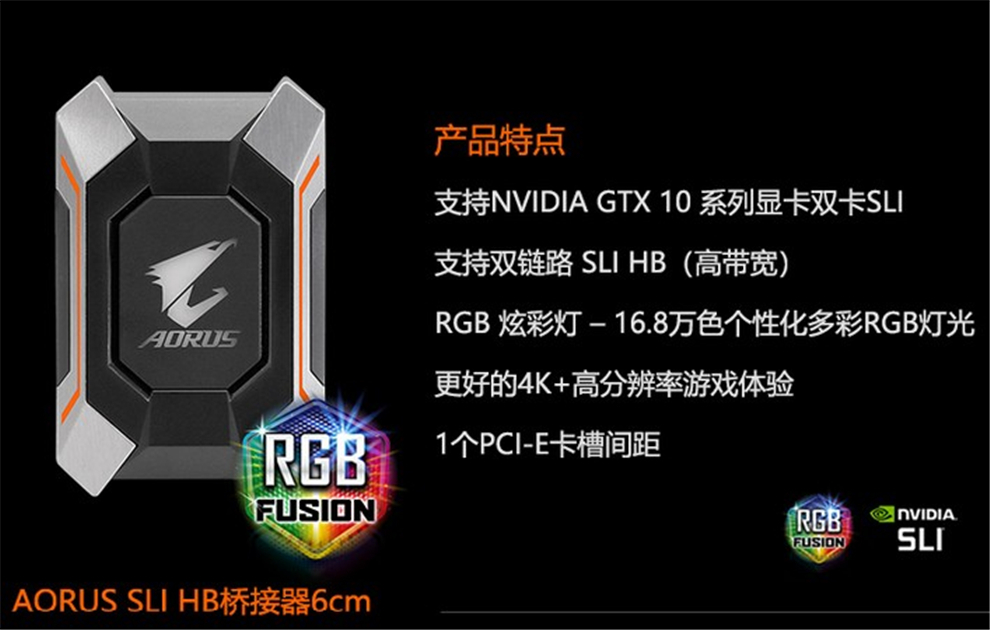 产品特点
支持NVIDIA GTX 10 系列显卡双卡SLI
支持双链路 SLI HB（高带宽）
RGB 炫彩灯 – 16.8万色个性化多彩RGB灯光
更好的4K+高分辨率游戏体验
1个PCI-E卡槽间距
AORUS
RGB
FUSION
RGB
FUSION
NVIDIA.
SLI
AORUS SLI HB桥接器6cm